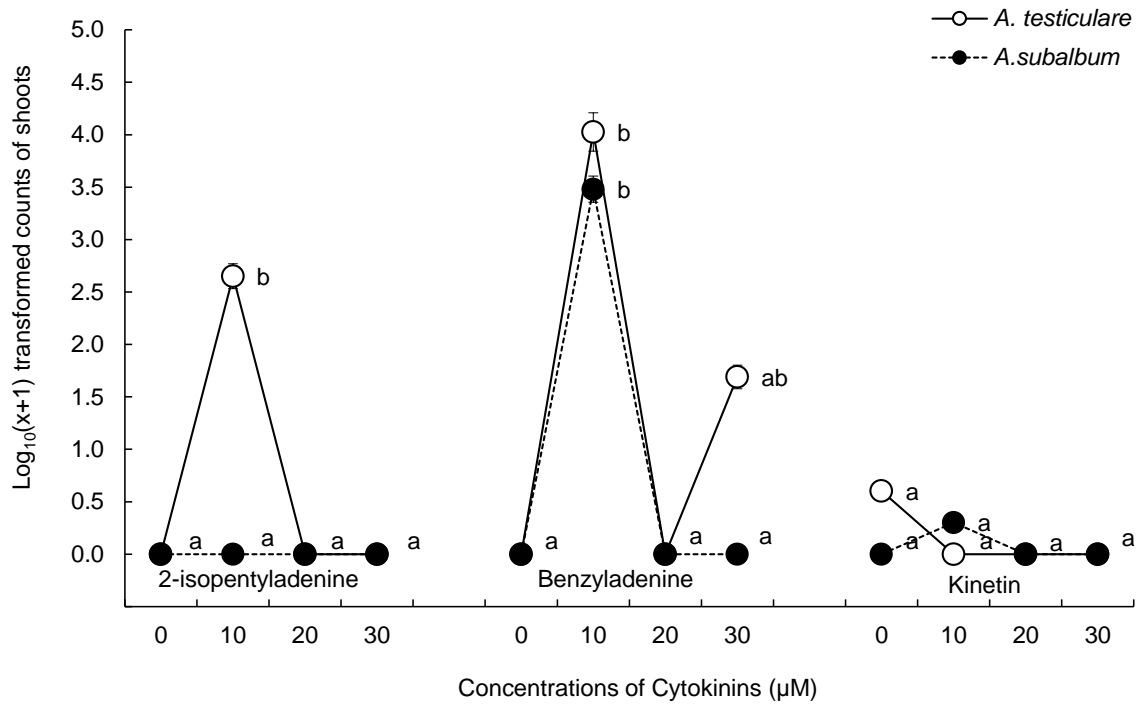 A. testiculare
A.subalbum
Log₁₀(x+1) transformed counts of shoots
5.0
4.5
4.0
3.5
3.0
2.5
2.0
1.5
1.0
0.5
0.0
b
b
b
ab
a
a
a
a
a
a
a
a
a
a
a
a
a
a
2-isopentyladenine
Benzyladenine
Kinetin
0 10 20 30 0 10 20 30 0 10 20 30
Concentrations of Cytokinins (µM)